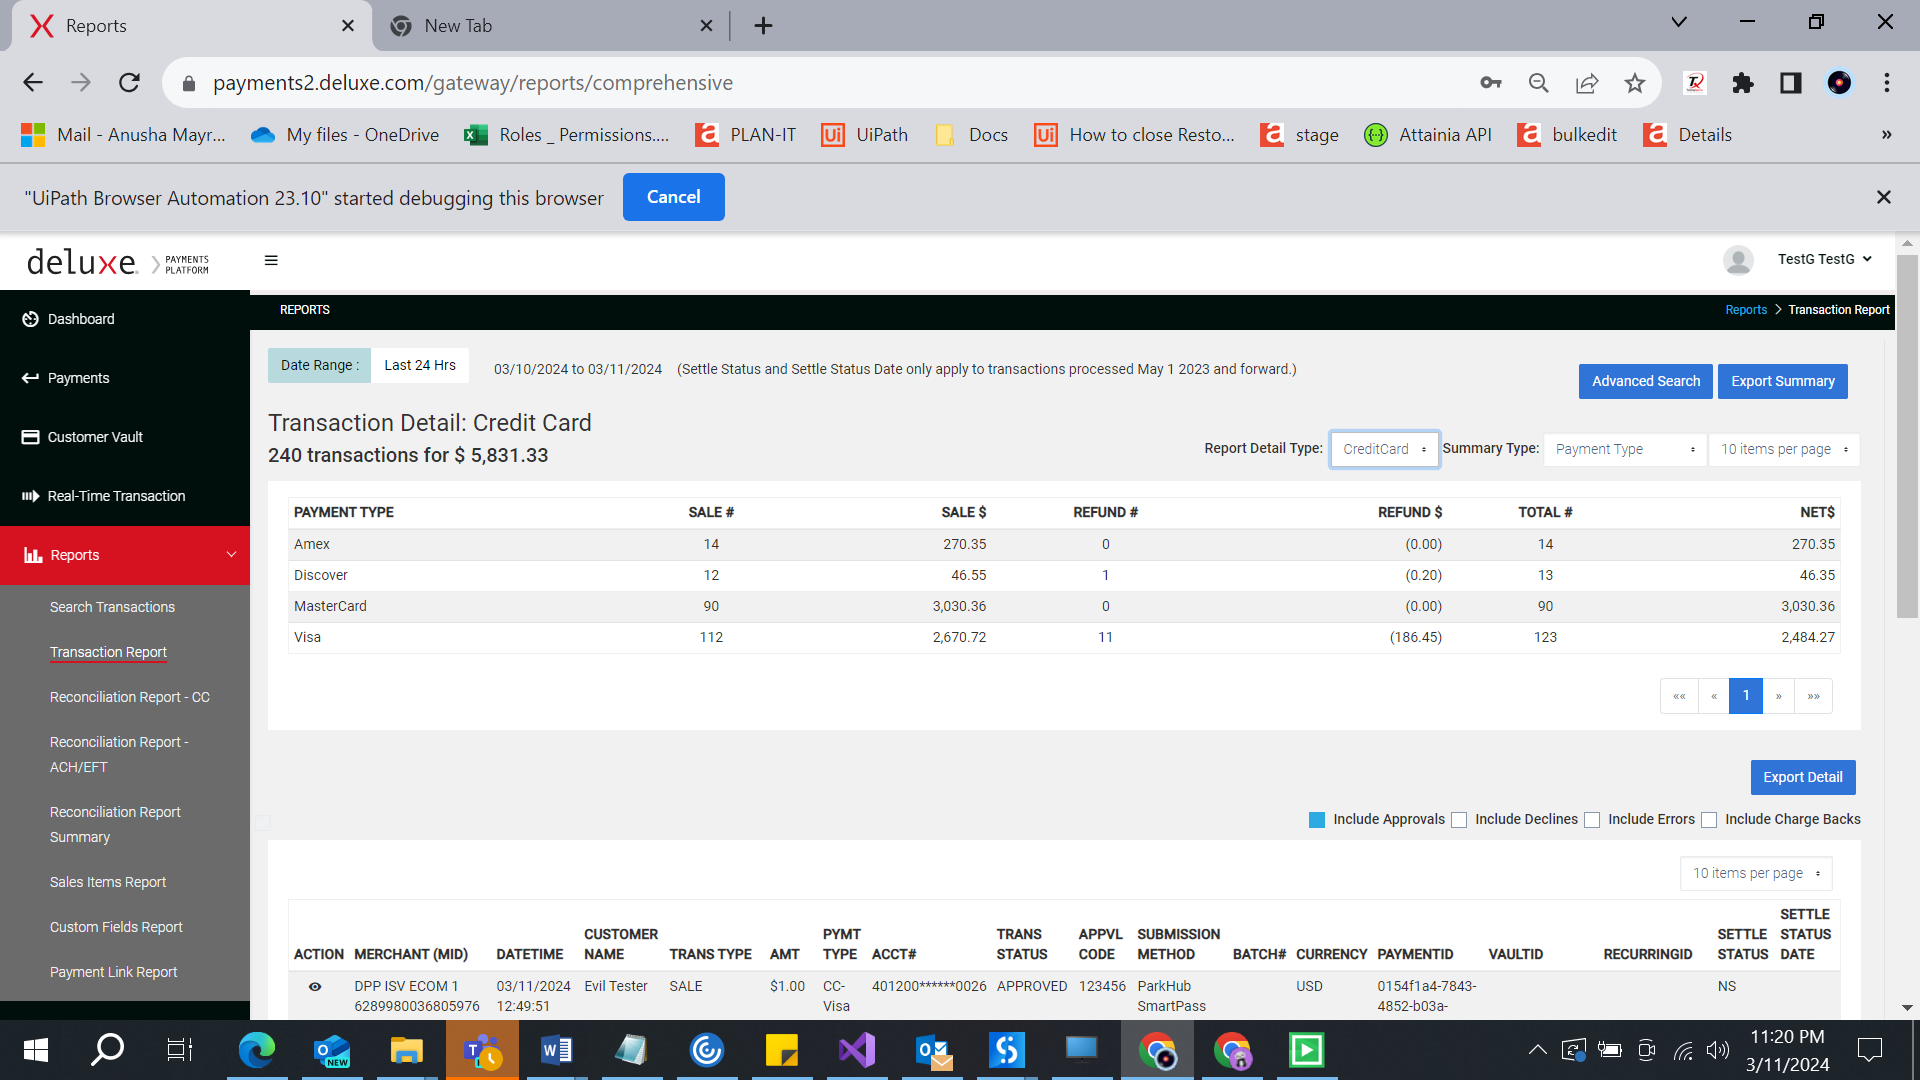 Reports
New Tab
payments2.deluxe.com/gateway/reports/comprehensive
Mail - Anusha Mayr...
My files - OneDrive
Roles _ Permissions....
PLAN-IT
UiPath
Docs
How to close Resto...
stage
Attainia API
bulkedit
Details
»
"UiPath Browser Automation 23.10" started debugging this browser
Cancel
deluxe. PAYMENTS PLATFORM
TestG TestG
Dashboard
Payments
Customer Vault
Real-Time Transaction
Reports
Search Transactions
Transaction Report
Reconciliation Report - CC
Reconciliation Report -
ACH/EFT
Reconciliation Report
Summary
Sales Items Report
Custom Fields Report
Payment Link Report
REPORTS
Reports > Transaction Report
Date Range : Last 24 Hrs 03/10/2024 to 03/11/2024 (Settle Status and Settle Status Date only apply to transactions processed May 1 2023 and forward.)
Advanced Search Export Summary
Transaction Detail: Credit Card
240 transactions for $ 5,831.33
Report Detail Type: CreditCard Summary Type: Payment Type 10 items per page
PAYMENT TYPE SALE # SALE $ REFUND # REFUND $ TOTAL # NET$
Amex 14 270.35 0 (0.00) 14 270.35
Discover 12 46.55 1 (0.20) 13 46.35
MasterCard 90 3,030.36 0 (0.00) 90 3,030.36
Visa 112 2,670.72 11 (186.45) 123 2,484.27
«« « 1 » »»
Export Detail
Include Approvals Include Declines Include Errors Include Charge Backs
10 items per page
ACTION MERCHANT (MID) DATETIME CUSTOMER NAME TRANS TYPE AMT PYMT TYPE ACCT# TRANS STATUS APPVL CODE SUBMISSION METHOD BATCH# CURRENCY PAYMENTID VAULTID RECURRINGID SETTLE STATUS SETTLE STATUS DATE
DPP ISV ECOM 1 03/11/2024 Evil Tester SALE $1.00 CC- 401200******0026 APPROVED 123456 ParkHub USD 0154f1a4-7843- NS
6289980036805976 12:49:51 Visa SmartPass 4852-b03a-
NEW
11:20 PM
3/11/2024